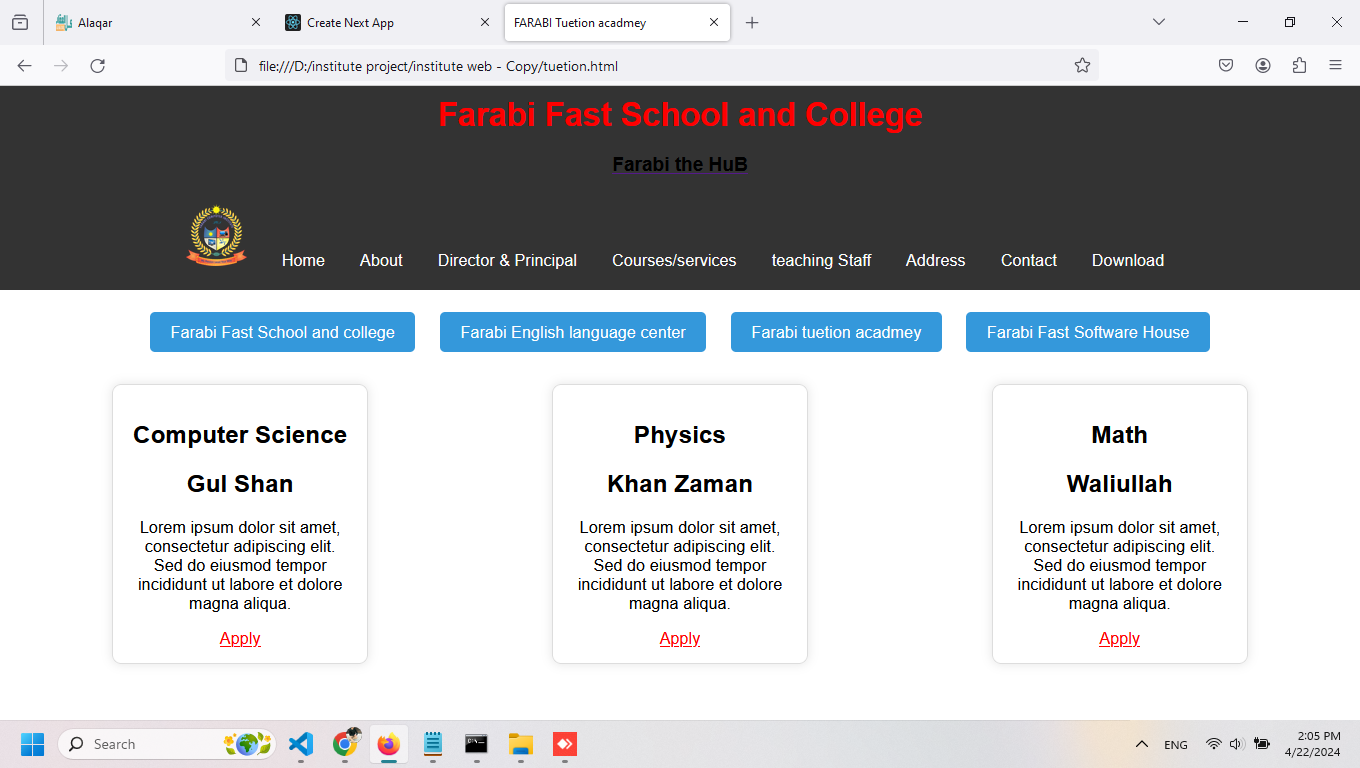 Alaqar
Create Next App
FARABI Tuetion acadmey
file:///D:/institute project/institute web - Copy/tuetion.html
Farabi Fast School and College
Farabi the HuB
Home About Director & Principal Courses/services teaching Staff Address Contact Download
Farabi Fast School and college
Farabi English language center
Farabi tuetion acadmey
Farabi Fast Software House
Computer Science
Gul Shan
Lorem ipsum dolor sit amet,
consectetur adipiscing elit.
Sed do eiusmod tempor
incididunt ut labore et dolore
magna aliqua.
Apply
Physics
Khan Zaman
Lorem ipsum dolor sit amet,
consectetur adipiscing elit.
Sed do eiusmod tempor
incididunt ut labore et dolore
magna aliqua.
Apply
Math
Waliullah
Lorem ipsum dolor sit amet,
consectetur adipiscing elit.
Sed do eiusmod tempor
incididunt ut labore et dolore
magna aliqua.
Apply
Search
ENG
2:05 PM
4/22/2024